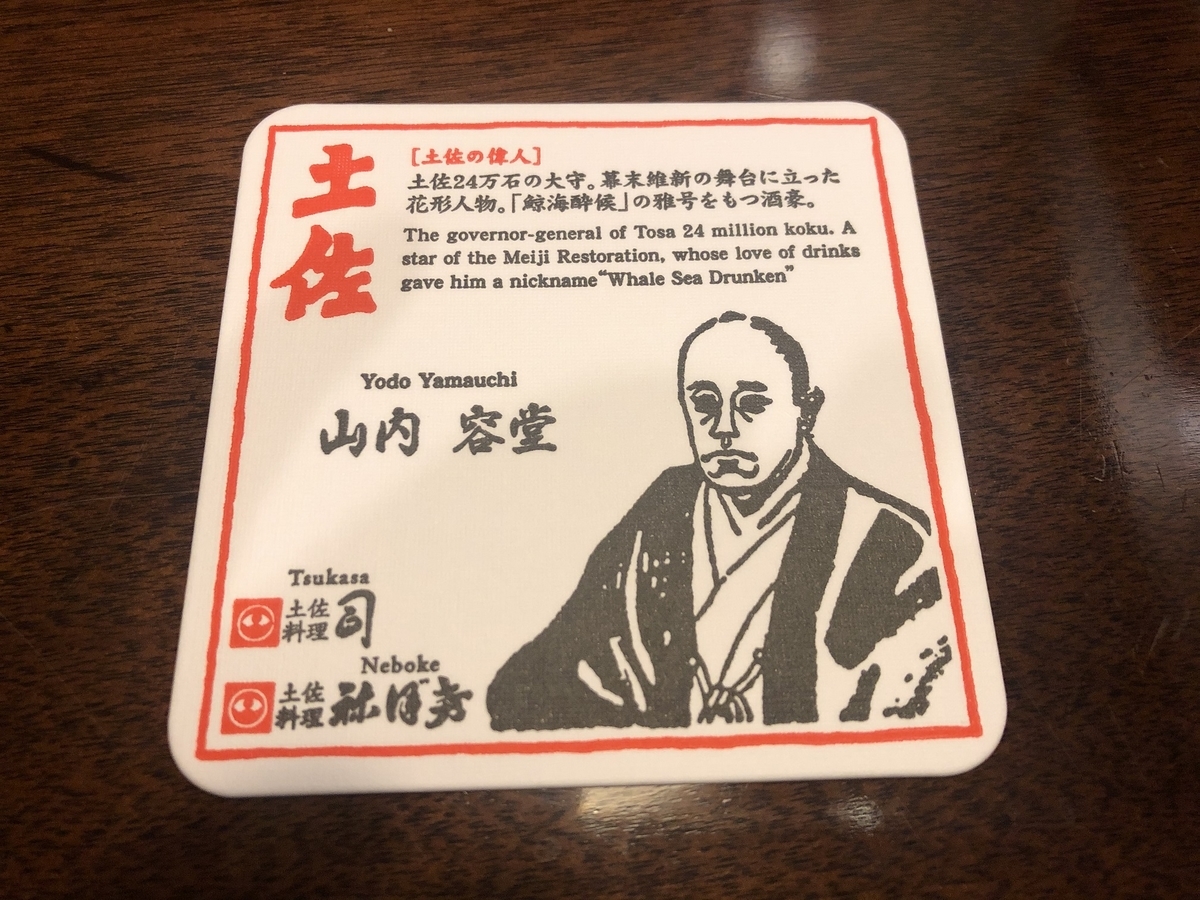 土佐
[土佐の偉人]
土佐24万石の大守。幕末維新の舞台に立った
花形人物。「鯨海酔候」の雅号をもつ酒豪。
The governor-general of Tosa 24 million koku. A
star of the Meiji Restoration, whose love of drinks
gave him a nickname“Whale Sea Drunken”
Yodo Yamauchi
山内 容堂
Tsukasa
土佐
料理 司
Neboke
土佐
料理 祢ぼけ